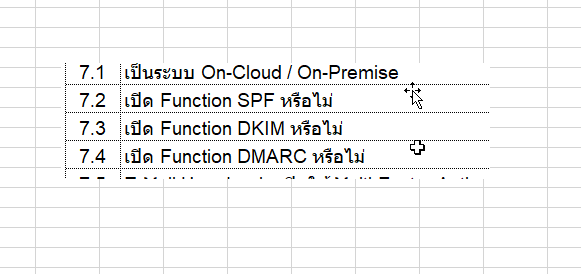 7.1 เป็นระบบ On-Cloud / On-Premise
7.2 เปิด Function SPF หรือไม่
7.3 เปิด Function DKIM หรือไม่
7.4 เปิด Function DMARC หรือไม่